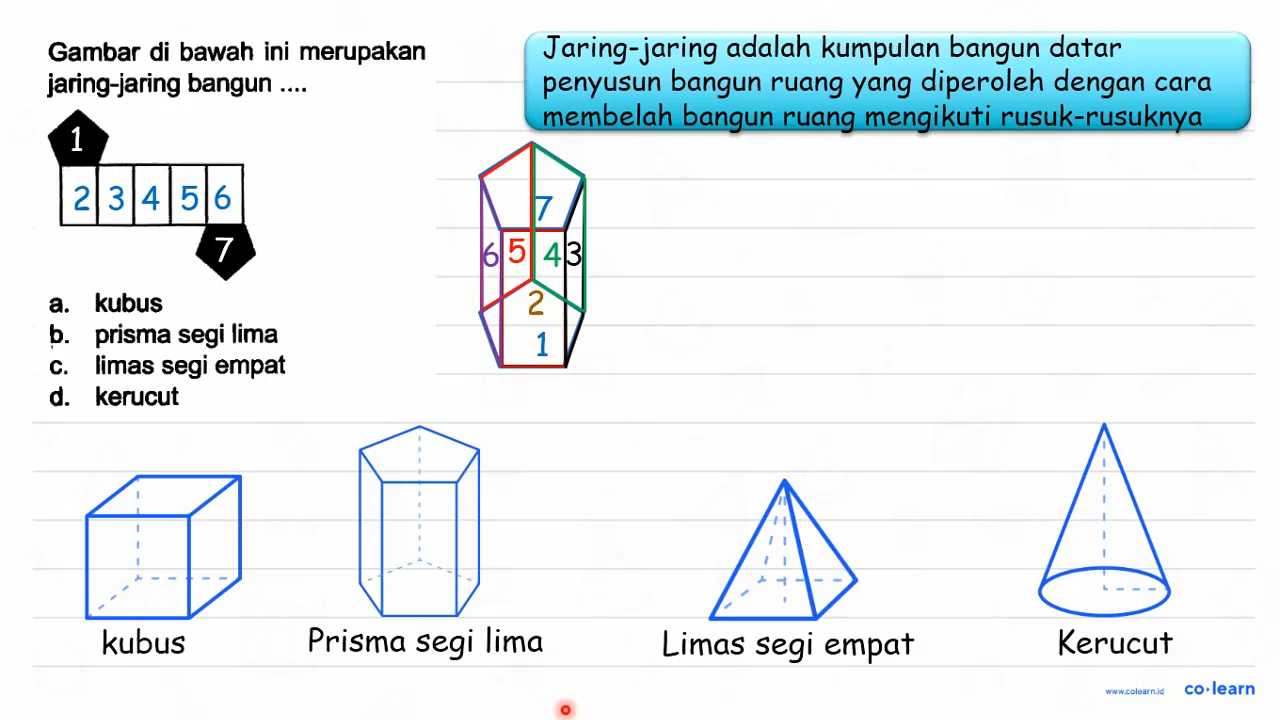 Gambar di bawah ini merupakan
jaring-jaring bangun ....
1
2 3 4 5 6
7
a. kubus
b. prisma segi lima
c. limas segi empat
d. kerucut
Jaring-jaring adalah kumpulan bangun datar
penyusun bangun ruang yang diperoleh dengan cara
membelah bangun ruang mengikuti rusuk-rusuknya
7
6 5 4 3
2
1
kubus
Prisma segi lima
Limas segi empat
Kerucut
www.colearn.id co·learn